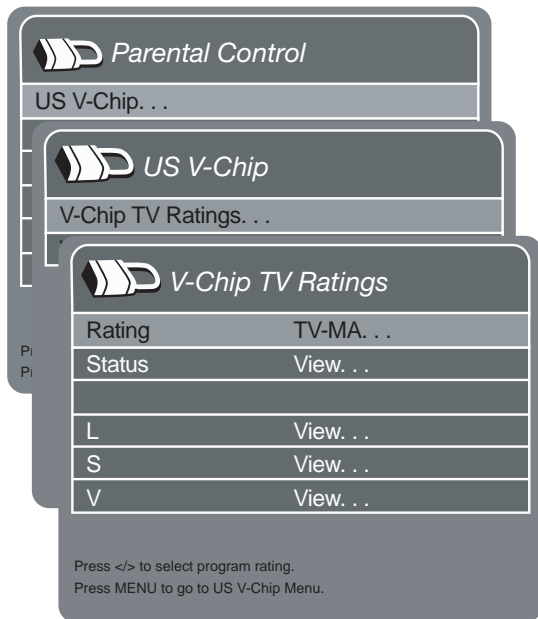 Parental Control
US V-Chip. . .
US V-Chip
V-Chip TV Ratings. . .
V-Chip TV Ratings
Rating TV-MA. . .
Status View. . .
L View. . .
S View. . .
V View. . .
Press </> to select program rating.
Press MENU to go to US V-Chip Menu.